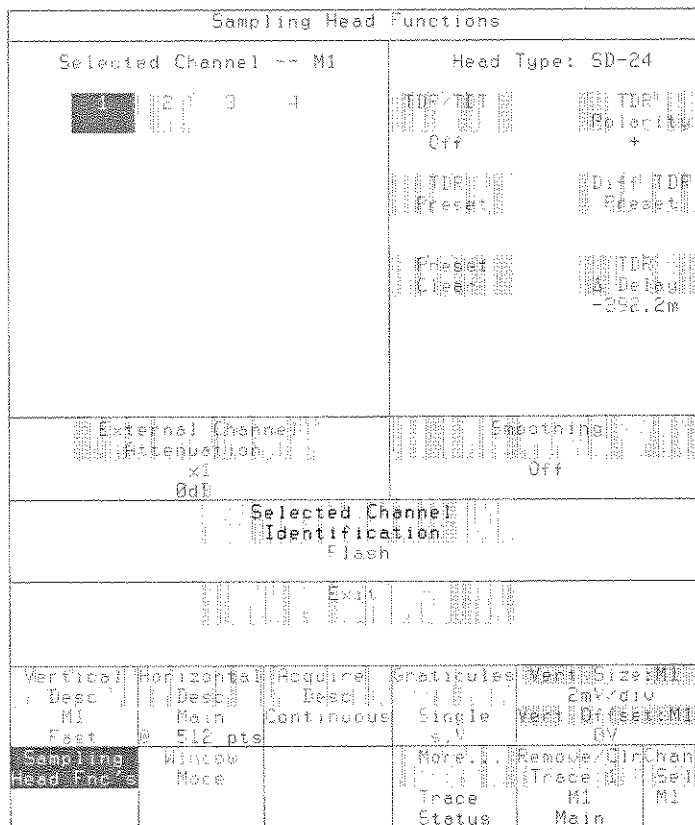 Sampling Head Functions
Selected Channel -- M1
Head Type: SD-24
1 2 3 4
TDR/TDT
Off
TDR
Polarity
+
TDR
Preset
Diff TDR
Preset
Preset
Clear
TDR
Delay
-392.2m
External Channel
Attenuation
x1
0dB
Smoothing
Off
Selected Channel
Identification
Flash
Exit
Vertical
Desc
M1
Fast
Horizontal
Desc
Main
@ 512 pts
Acquire
Desc
Continuous
Graticules
Single
s,V
Vert Size:M1
2mV/div
Vert Offset:M1
0V
Sampling
Head Fnc's
Window
More...
Trace
Status
Remove/Clr
Trace 1
M1
Main
Chan
Sel
M1